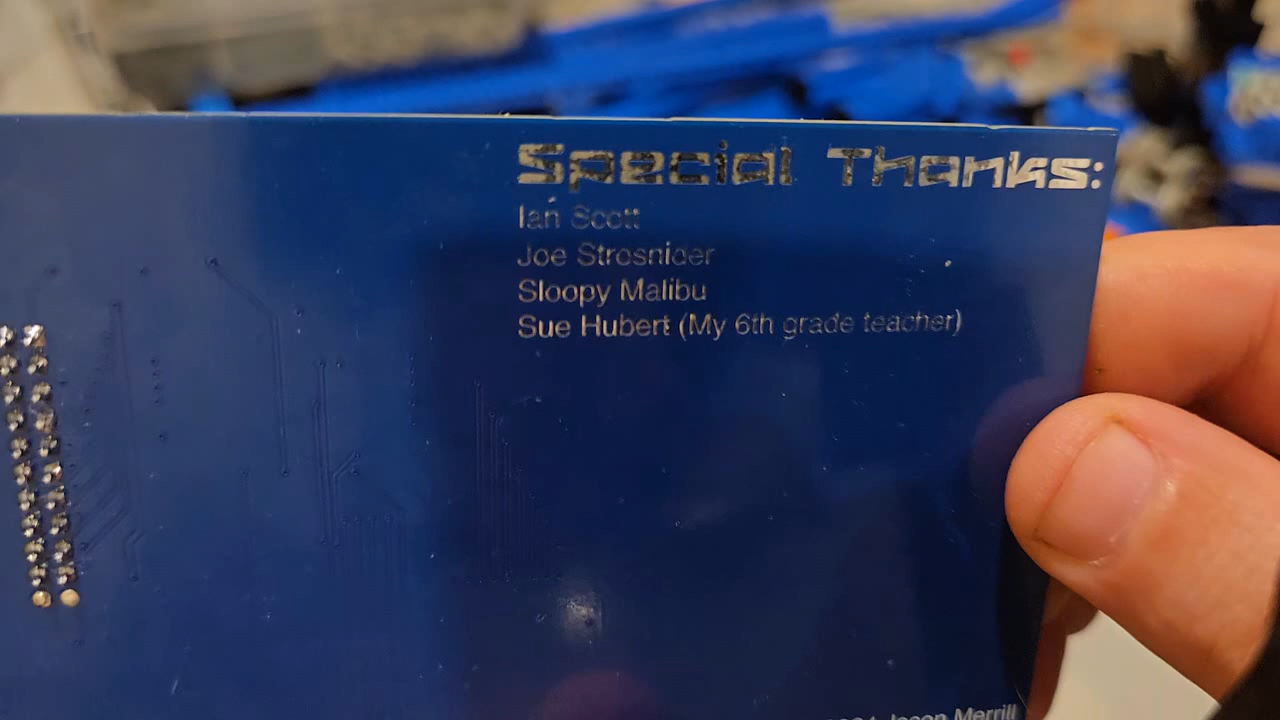 Special Thanks:
Ian Scott
Joe Strosnider
Sloopy Malibu
Sue Hubert (My 6th grade teacher)
Jason Merrill